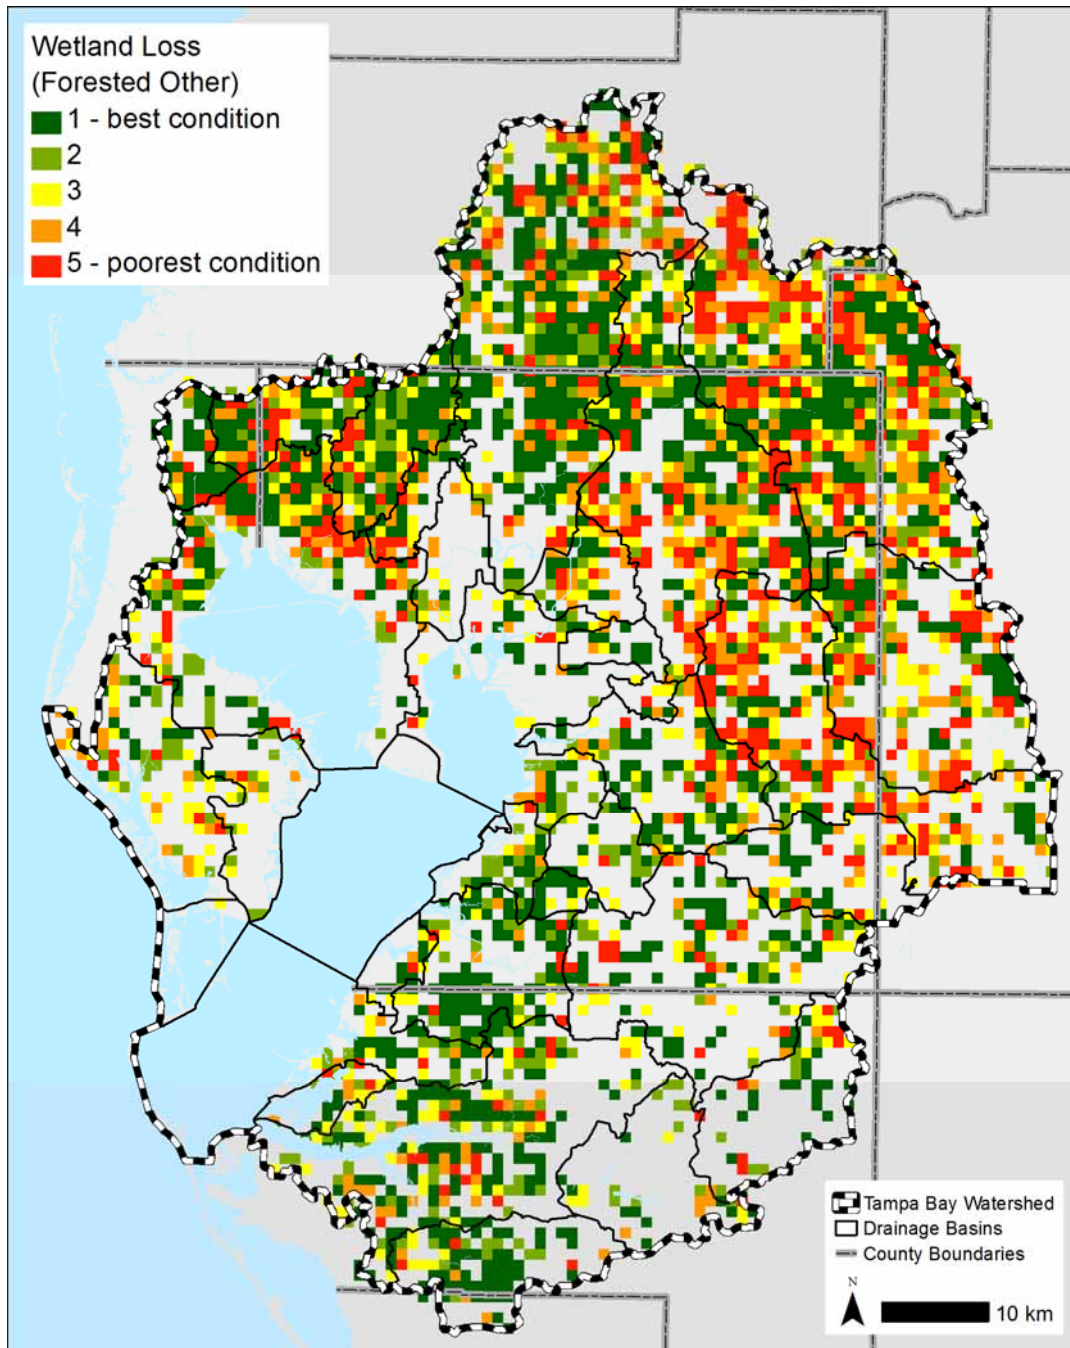 Wetland Loss
(Forested Other)
1 - best condition
2
3
4
5 - poorest condition
Tampa Bay Watershed
Drainage Basins
County Boundaries
N
10 km